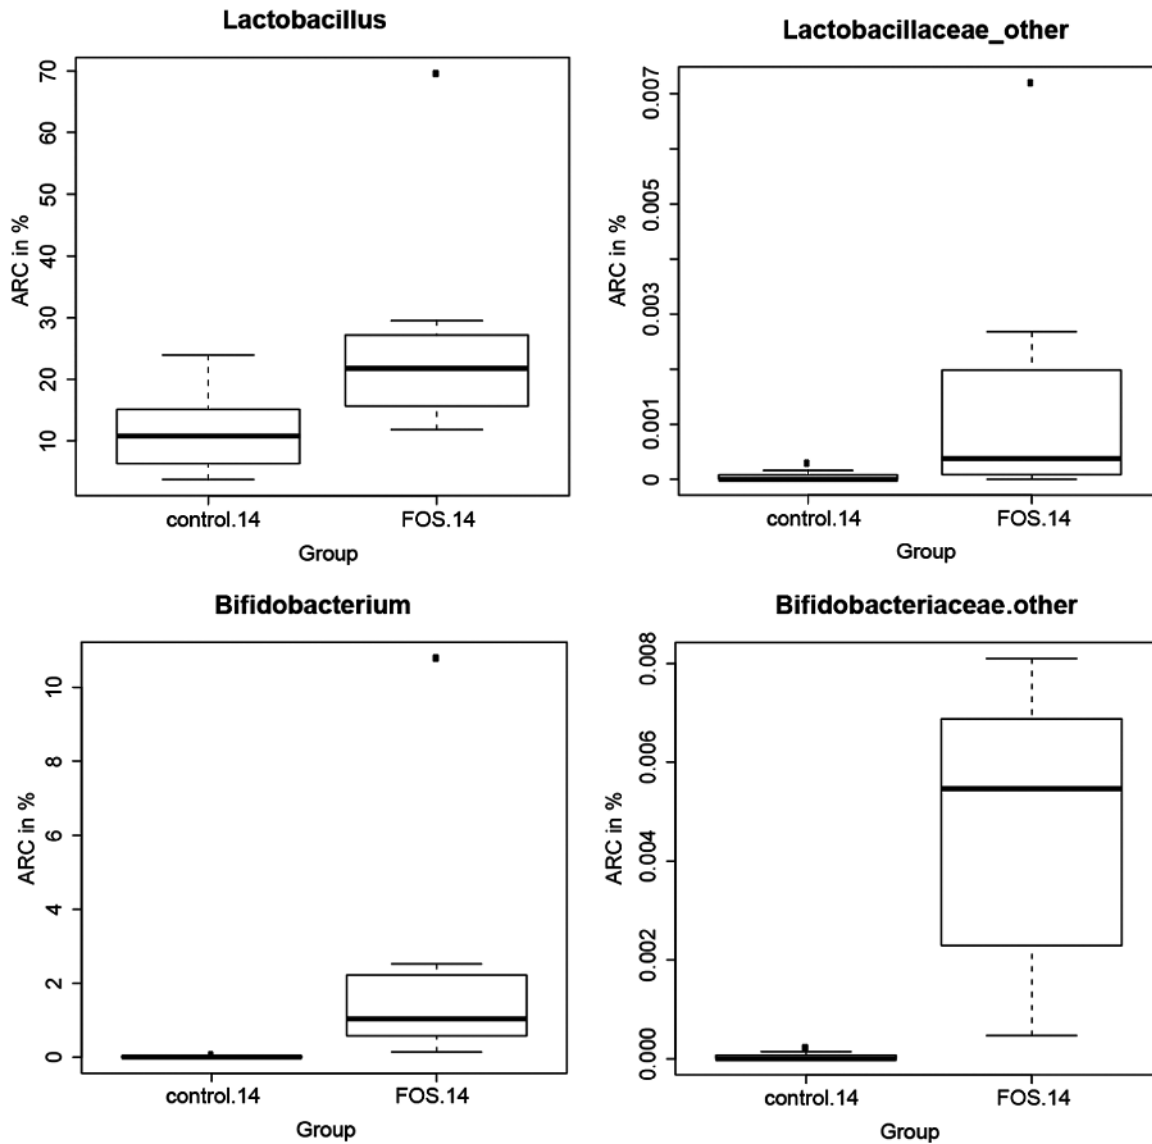 Lactobacillus
ARC in %
70
60
50
40
30
20
10
control.14
FOS.14
Group
Lactobacillaceae_other
ARC in %
0.007
0.005
0.003
0.001
0
control.14
FOS.14
Group
Bifidobacterium
ARC in %
10
8
6
4
2
0
control.14
FOS.14
Group
Bifidobacteriaceae.other
ARC in %
0.008
0.006
0.004
0.002
0.000
control.14
FOS.14
Group